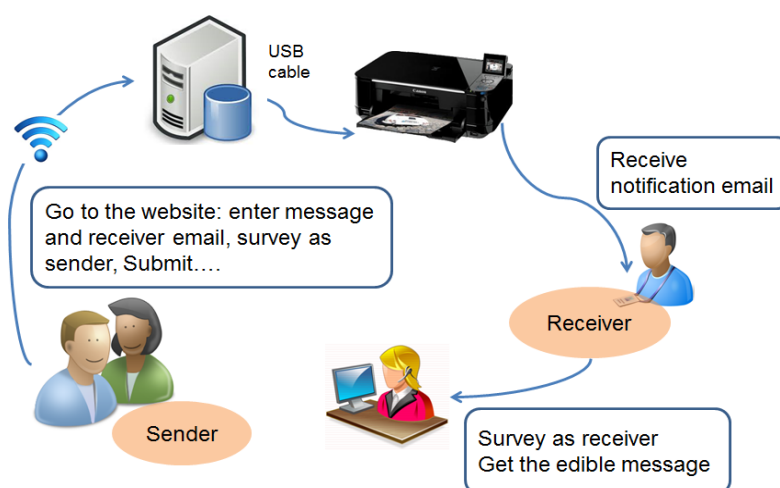 USB
cable
Canon
Receive
notification email
Go to the website: enter message
and receiver email, survey as
sender, Submit....
Receiver
Sender
Survey as receiver
Get the edible message